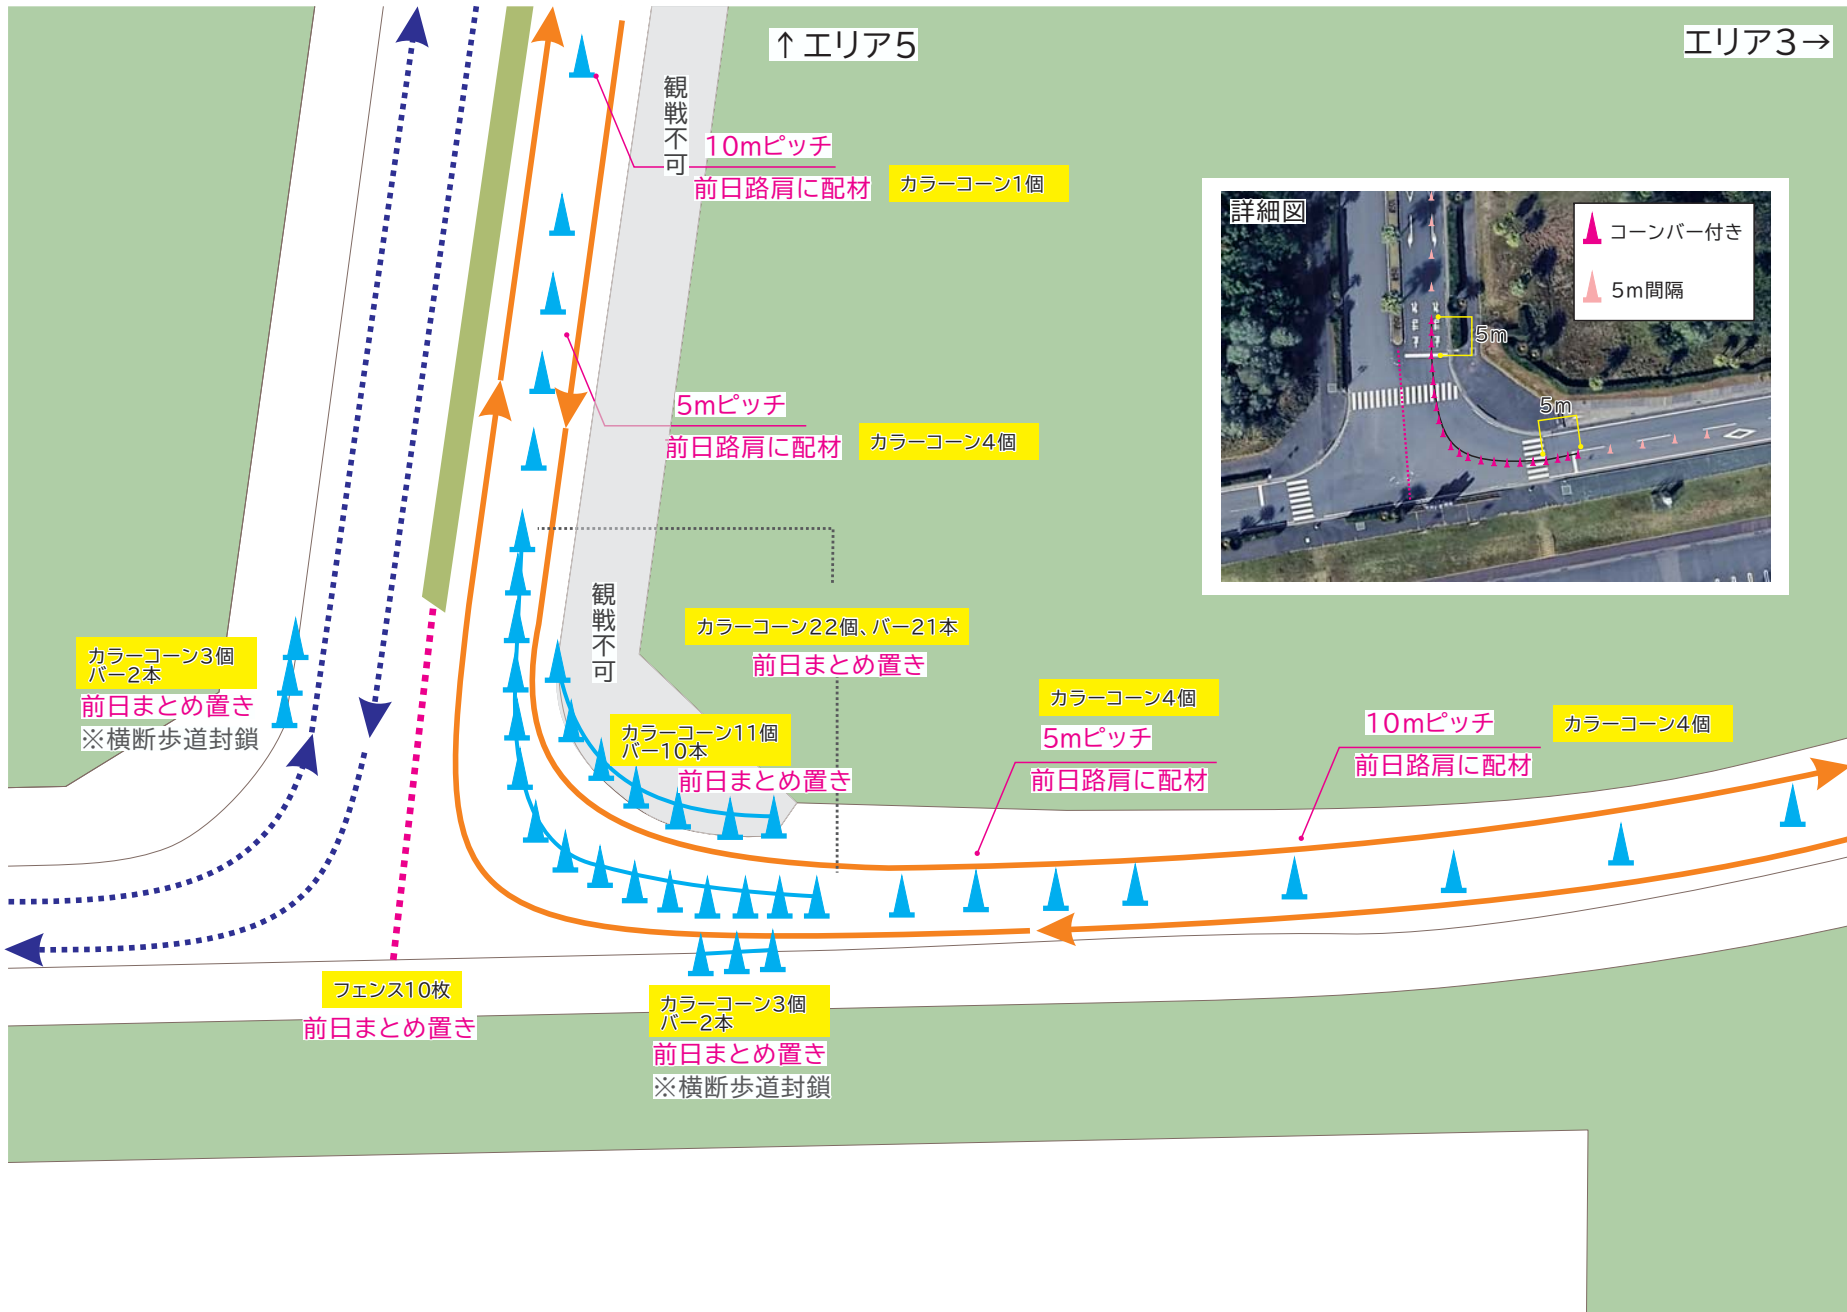 ↑エリア5
エリア3→
観戦不可
10mピッチ
前日路肩に配材
カラーコーン1個
詳細図
コーンバー付き
5m間隔
5m
5m
5mピッチ
前日路肩に配材
カラーコーン4個
観戦不可
カラーコーン22個、バー21本
前日まとめ置き
カラーコーン3個
バー2本
前日まとめ置き
※横断歩道封鎖
カラーコーン11個
バー10本
前日まとめ置き
カラーコーン4個
5mピッチ
前日路肩に配材
10mピッチ
前日路肩に配材
カラーコーン4個
フェンス10枚
前日まとめ置き
カラーコーン3個
バー2本
前日まとめ置き
※横断歩道封鎖